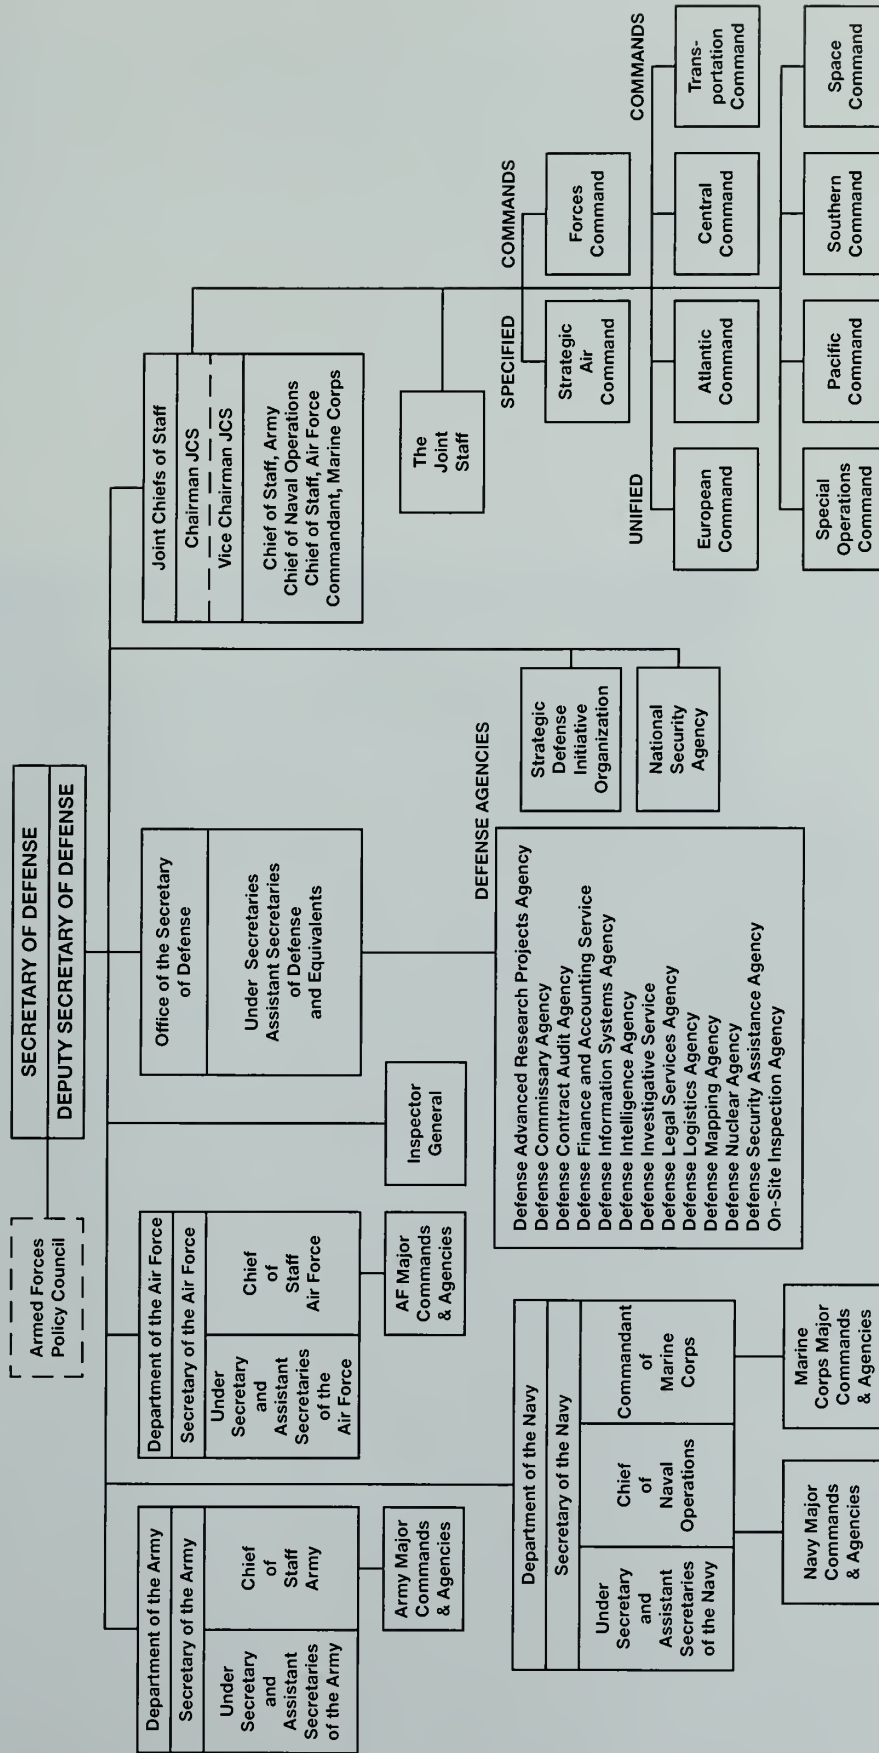 SECRETARY OF DEFENSE
DEPUTY SECRETARY OF DEFENSE
Armed Forces
Policy Council
Department of the Army
Secretary of the Army
Under
Secretary
and
Assistant
Secretaries
of the Army
Chief
of
Staff
Army
Army Major
Commands
& Agencies
Department of the Air Force
Secretary of the Air Force
Under
Secretary
and
Assistant
Secretaries
of the
Air Force
Chief
of
Staff
Air Force
AF Major
Commands
& Agencies
Department of the Navy
Secretary of the Navy
Under
Secretary
and
Assistant
Secretaries
of the Navy
Chief
of
Naval
Operations
Commandant
of
Marine
Corps
Navy Major
Commands
& Agencies
Marine
Corps Major
Commands
& Agencies
Inspector
General
Office of the Secretary
of Defense
Under Secretaries
Assistant Secretaries
of Defense
and Equivalents
DEFENSE AGENCIES
Defense Advanced Research Projects Agency
Defense Commissary Agency
Defense Contract Audit Agency
Defense Finance and Accounting Service
Defense Information Systems Agency
Defense Intelligence Agency
Defense Investigative Service
Defense Legal Services Agency
Defense Logistics Agency
Defense Mapping Agency
Defense Nuclear Agency
Defense Security Assistance Agency
On-Site Inspection Agency
Strategic
Defense
Initiative
Organization
National
Security
Agency
Joint Chiefs of Staff
Chairman JCS
Vice Chairman JCS
Chief of Staff, Army
Chief of Naval Operations
Chief of Staff, Air Force
Commandant, Marine Corps
The
Joint
Staff
SPECIFIED COMMANDS
Strategic
Air
Command
Forces
Command
UNIFIED COMMANDS
European
Command
Atlantic
Command
Central
Command
Trans-
portation
Command
Special
Operations
Command
Pacific
Command
Southern
Command
Space
Command